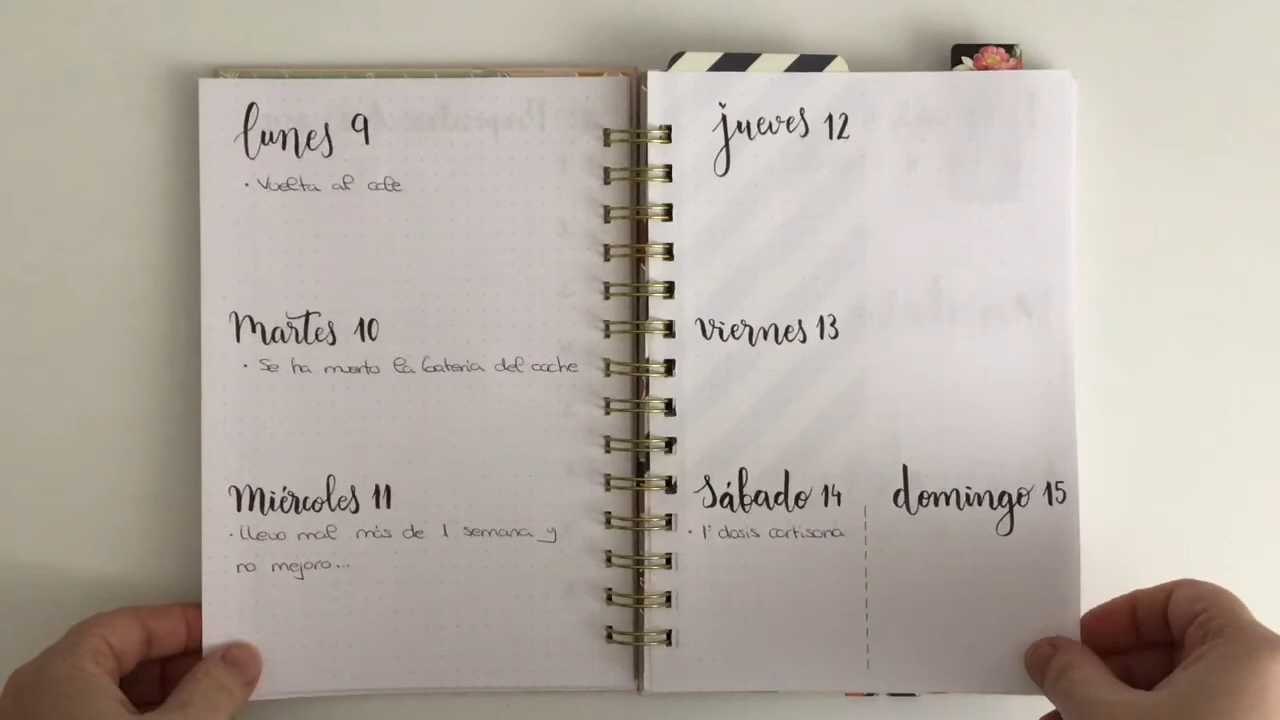 lunes 9
• Vuelta al cole
Martes 10
• Se ha muerto la bateria del coche
Miércoles 11
• Llevo mal más de 1 semana y
no mejoro...
jueves 12
viernes 13
Sábado 14
• 1ª dosis cortisona
domingo 15